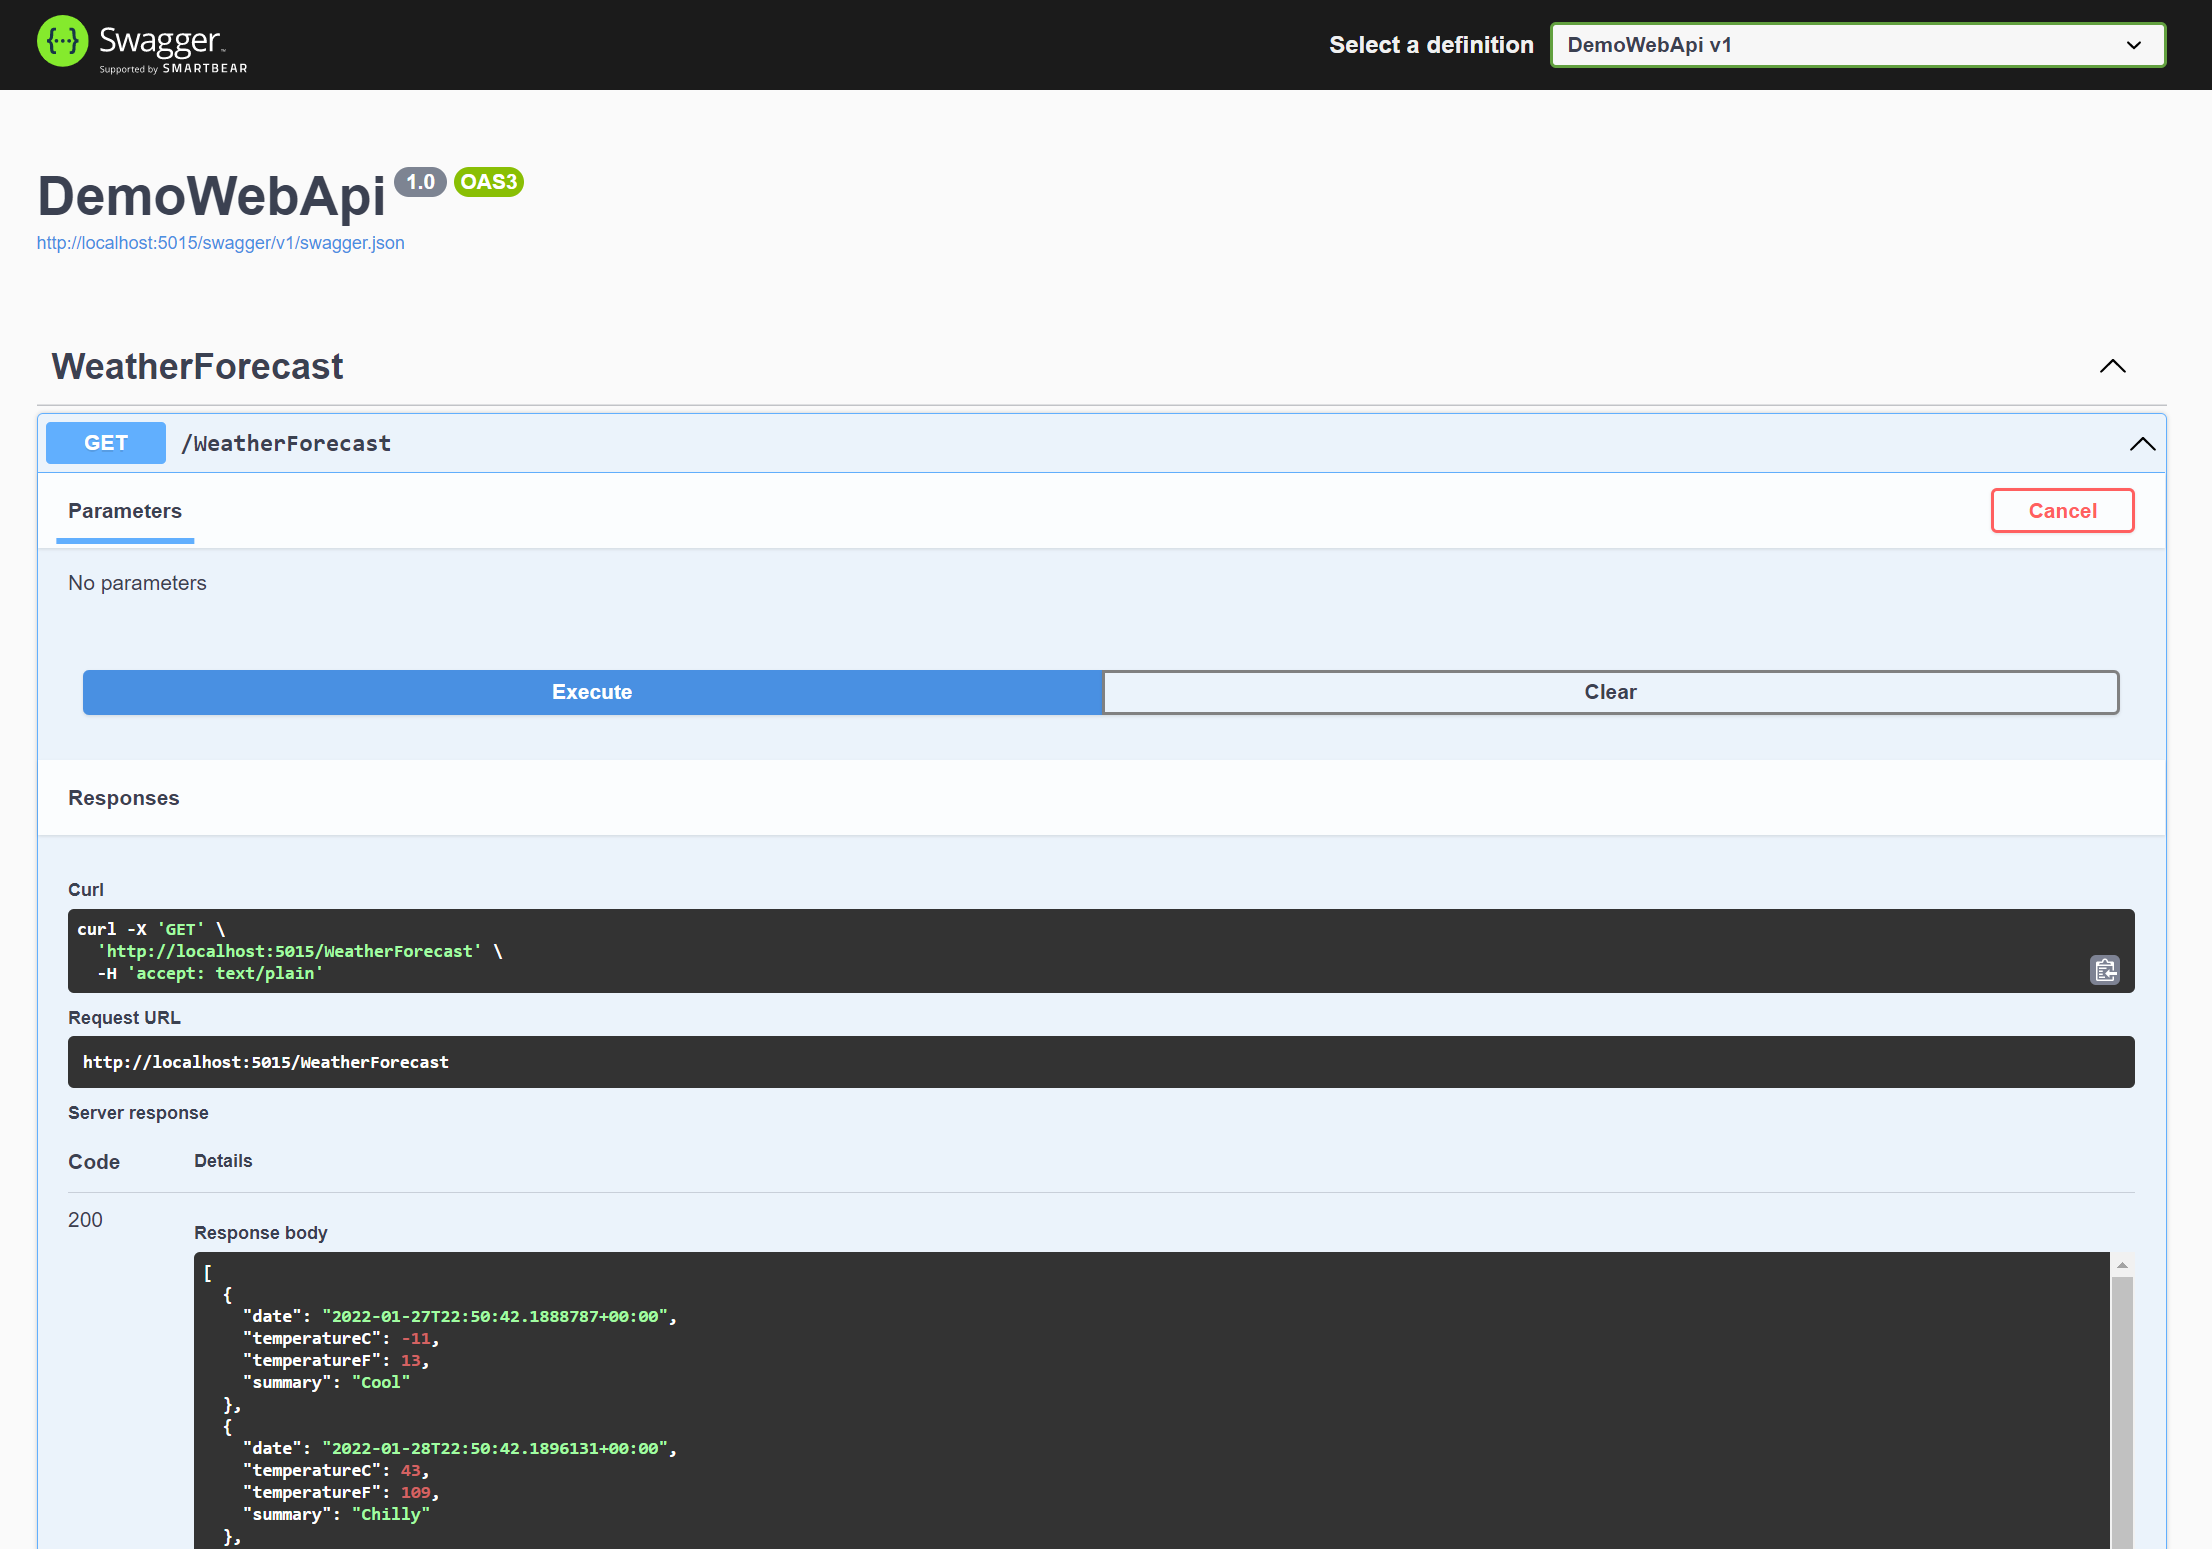 Swagger™
Supported by SMARTBEAR
Select a definition
DemoWebApi v1
DemoWebApi 1.0 OAS3
http://localhost:5015/swagger/v1/swagger.json
WeatherForecast
GET /WeatherForecast
Parameters
Cancel
No parameters
Execute
Clear
Responses
Curl
curl -X 'GET' \
  'http://localhost:5015/WeatherForecast' \
  -H 'accept: text/plain'
Request URL
http://localhost:5015/WeatherForecast
Server response
Code Details
200
Response body
[
  {
    "date": "2022-01-27T22:50:42.1888787+00:00",
    "temperatureC": -11,
    "temperatureF": 13,
    "summary": "Cool"
  },
  {
    "date": "2022-01-28T22:50:42.1896131+00:00",
    "temperatureC": 43,
    "temperatureF": 109,
    "summary": "Chilly"
  },